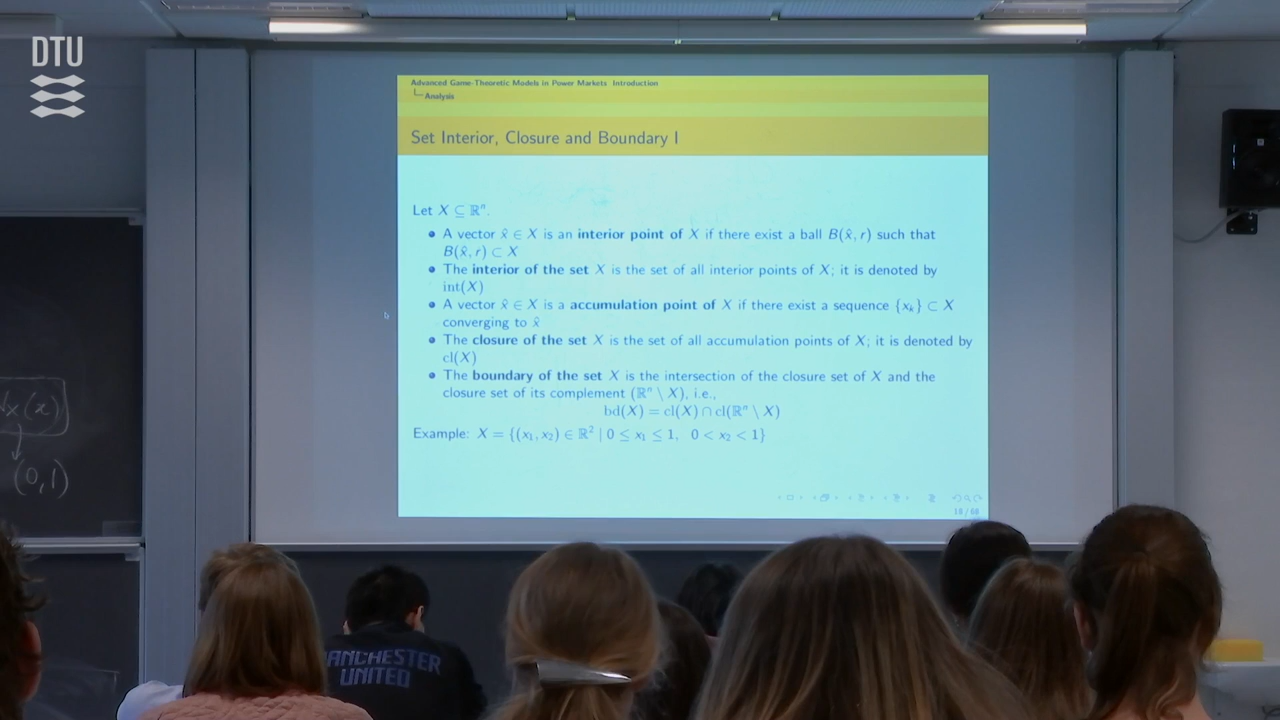 DTU
Advanced Game-Theoretic Models in Power Markets Introduction
Analysis
Set Interior, Closure and Boundary I
Let X ⊆ ℝⁿ.
• A vector x̂ ∈ X is an interior point of X if there exist a ball B(x̂, r) such that
B(x̂, r) ⊂ X
• The interior of the set X is the set of all interior points of X; it is denoted by
int(X)
• A vector x̂ ∈ X is a accumulation point of X if there exist a sequence {xₖ} ⊂ X
converging to x̂
• The closure of the set X is the set of all accumulation points of X; it is denoted by
cl(X)
• The boundary of the set X is the intersection of the closure set of X and the
closure set of its complement (ℝⁿ \ X), i.e.,
bd(X) = cl(X) ∩ cl(ℝⁿ \ X)
Example: X = {(x₁, x₂) ∈ ℝ² | 0 ≤ x₁ ≤ 1, 0 < x₂ < 1}
18 / 68
(x)
(0,1)
ANCHESTER
UNITED